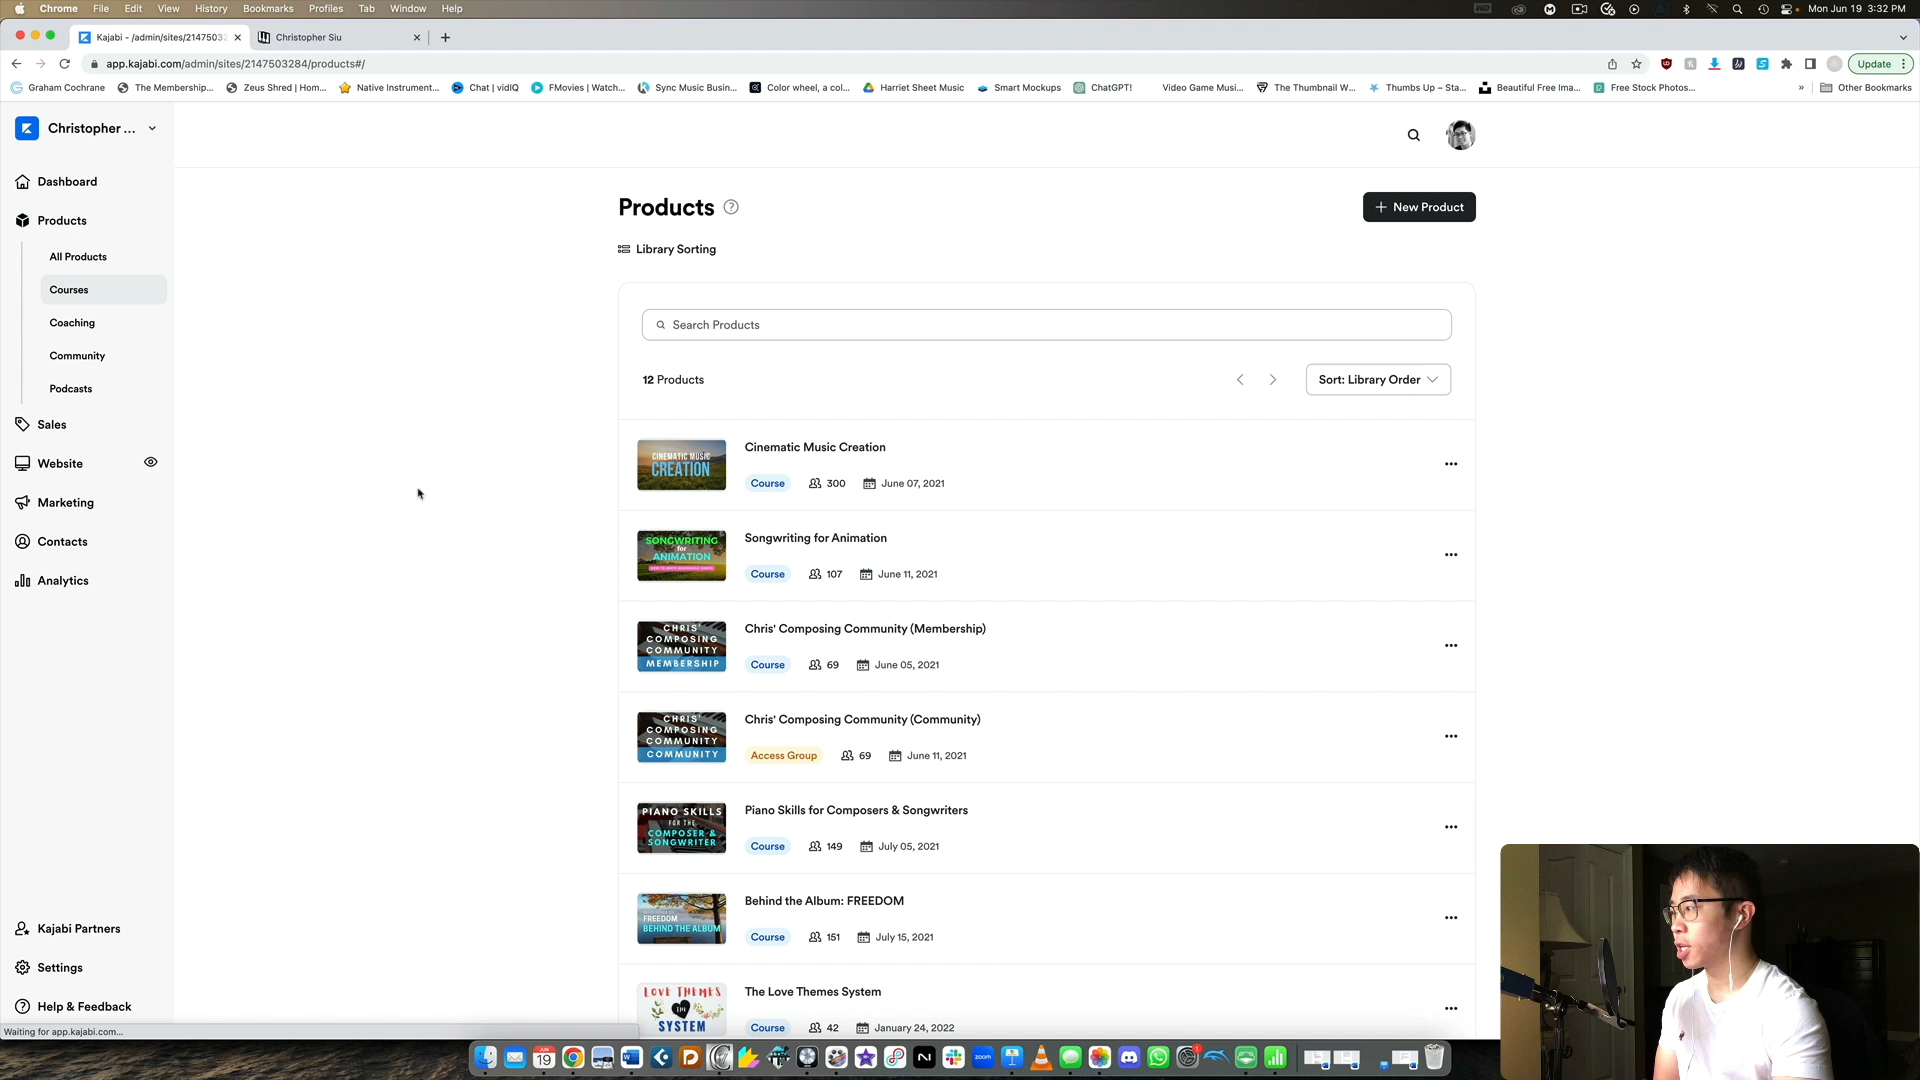 Chrome File Edit View History Bookmarks Profiles Tab Window Help
Mon Jun 19 3:32 PM
Kajabi - /admin/sites/21475032
Christopher Siu
app.kajabi.com/admin/sites/2147503284/products#/
Update
Graham Cochrane The Membership... Zeus Shred | Hom... Native Instrument... Chat | vidIQ FMovies | Watch... Sync Music Busin... Color wheel, a col... Harriet Sheet Music Smart Mockups ChatGPT! Video Game Musi... The Thumbnail W... Thumbs Up – Sta... Beautiful Free Ima... Free Stock Photos... » Other Bookmarks
Christopher ...
Dashboard
Products
All Products
Courses
Coaching
Community
Podcasts
Sales
Website
Marketing
Contacts
Analytics
Kajabi Partners
Settings
Help & Feedback
Waiting for app.kajabi.com...
Products ?
+ New Product
Library Sorting
Search Products
12 Products
Sort: Library Order
CINEMATIC MUSIC
CREATION
Cinematic Music Creation
Course 300 June 07, 2021
SONGWRITING
for
ANIMATION
Songwriting for Animation
Course 107 June 11, 2021
CHRIS'
COMPOSING
COMMUNITY
MEMBERSHIP
Chris' Composing Community (Membership)
Course 69 June 05, 2021
CHRIS'
COMPOSING
COMMUNITY
COMMUNITY
Chris' Composing Community (Community)
Access Group 69 June 11, 2021
PIANO SKILLS
FOR THE
COMPOSER &
SONGWRITER
Piano Skills for Composers & Songwriters
Course 149 July 05, 2021
FREEDOM
BEHIND THE ALBUM
Behind the Album: FREEDOM
Course 151 July 15, 2021
LOVE THEMES
SYSTEM
The Love Themes System
Course 42 January 24, 2022
JUN
19
zoom
1